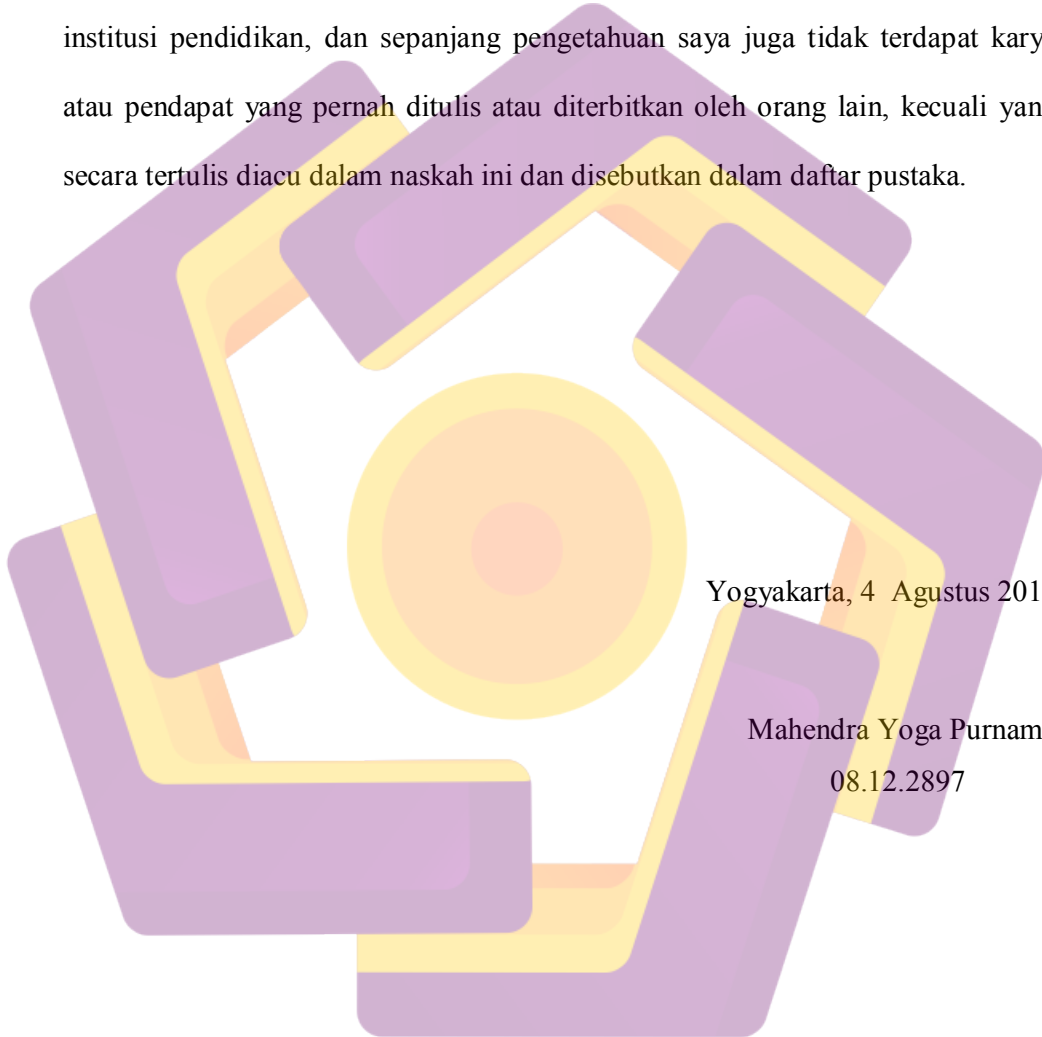 institusi pendidikan, dan sepanjang pengetahuan saya juga tidak terdapat kary
atau pendapat yang pernah ditulis atau diterbitkan oleh orang lain, kecuali yan
secara tertulis diacu dalam naskah ini dan disebutkan dalam daftar pustaka.
Yogyakarta, 4 Agustus 201
Mahendra Yoga Purnam
08.12.2897